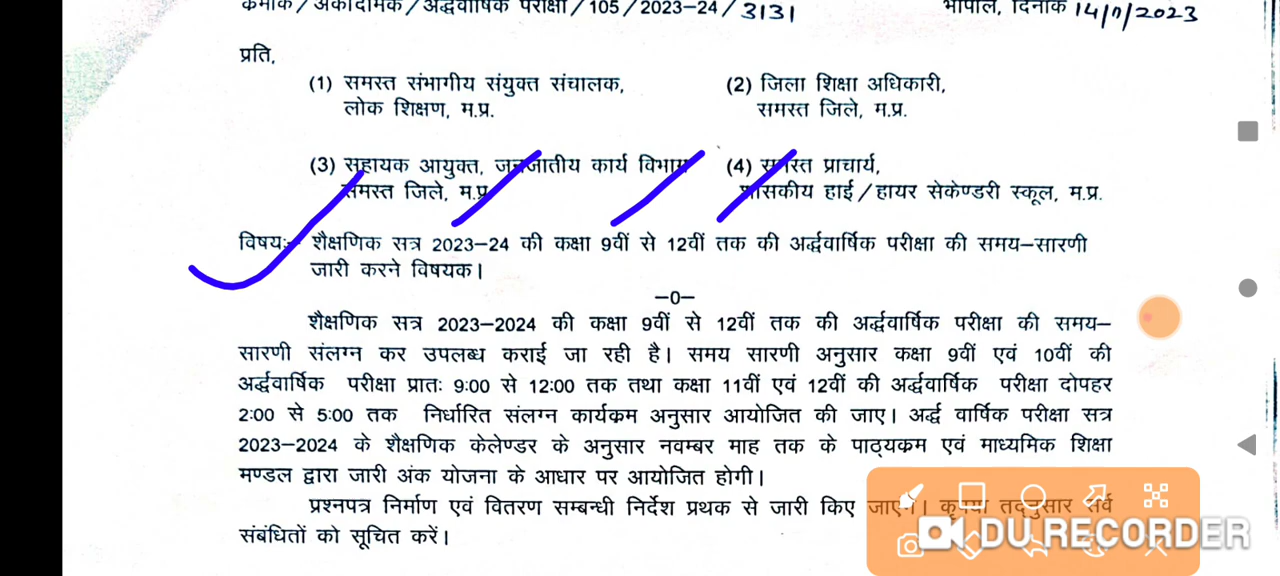 क्रमांक/अकादमिक/अर्द्धवार्षिक परीक्षा/105/2023-24/3131 भोपाल, दिनांक 14/11/2023
प्रति,
(1) समस्त संभागीय संयुक्त संचालक, (2) जिला शिक्षा अधिकारी,
लोक शिक्षण, म.प्र. समस्त जिले, म.प्र.
(3) सहायक आयुक्त, जनजातीय कार्य विभाग (4) समस्त प्राचार्य,
समस्त जिले, म.प्र. शासकीय हाई/हायर सेकेण्डरी स्कूल, म.प्र.
विषय:- शैक्षणिक सत्र 2023-24 की कक्षा 9वीं से 12वीं तक की अर्द्धवार्षिक परीक्षा की समय-सारणी
जारी करने विषयक।
-0-
शैक्षणिक सत्र 2023-2024 की कक्षा 9वीं से 12वीं तक की अर्द्धवार्षिक परीक्षा की समय-
सारणी संलग्न कर उपलब्ध कराई जा रही है। समय सारणी अनुसार कक्षा 9वीं एवं 10वीं की
अर्द्धवार्षिक परीक्षा प्रातः 9:00 से 12:00 तक तथा कक्षा 11वीं एवं 12वीं की अर्द्धवार्षिक परीक्षा दोपहर
2:00 से 5:00 तक निर्धारित संलग्न कार्यक्रम अनुसार आयोजित की जाए। अर्द्ध वार्षिक परीक्षा सत्र
2023-2024 के शैक्षणिक केलेण्डर के अनुसार नवम्बर माह तक के पाठ्यक्रम एवं माध्यमिक शिक्षा
मण्डल द्वारा जारी अंक योजना के आधार पर आयोजित होगी।
प्रश्नपत्र निर्माण एवं वितरण सम्बन्धी निर्देश प्रथक से जारी किए जाएंगे। कृपया तद्नुसार सर्व
संबंधितों को सूचित करें।
DU RECORDER